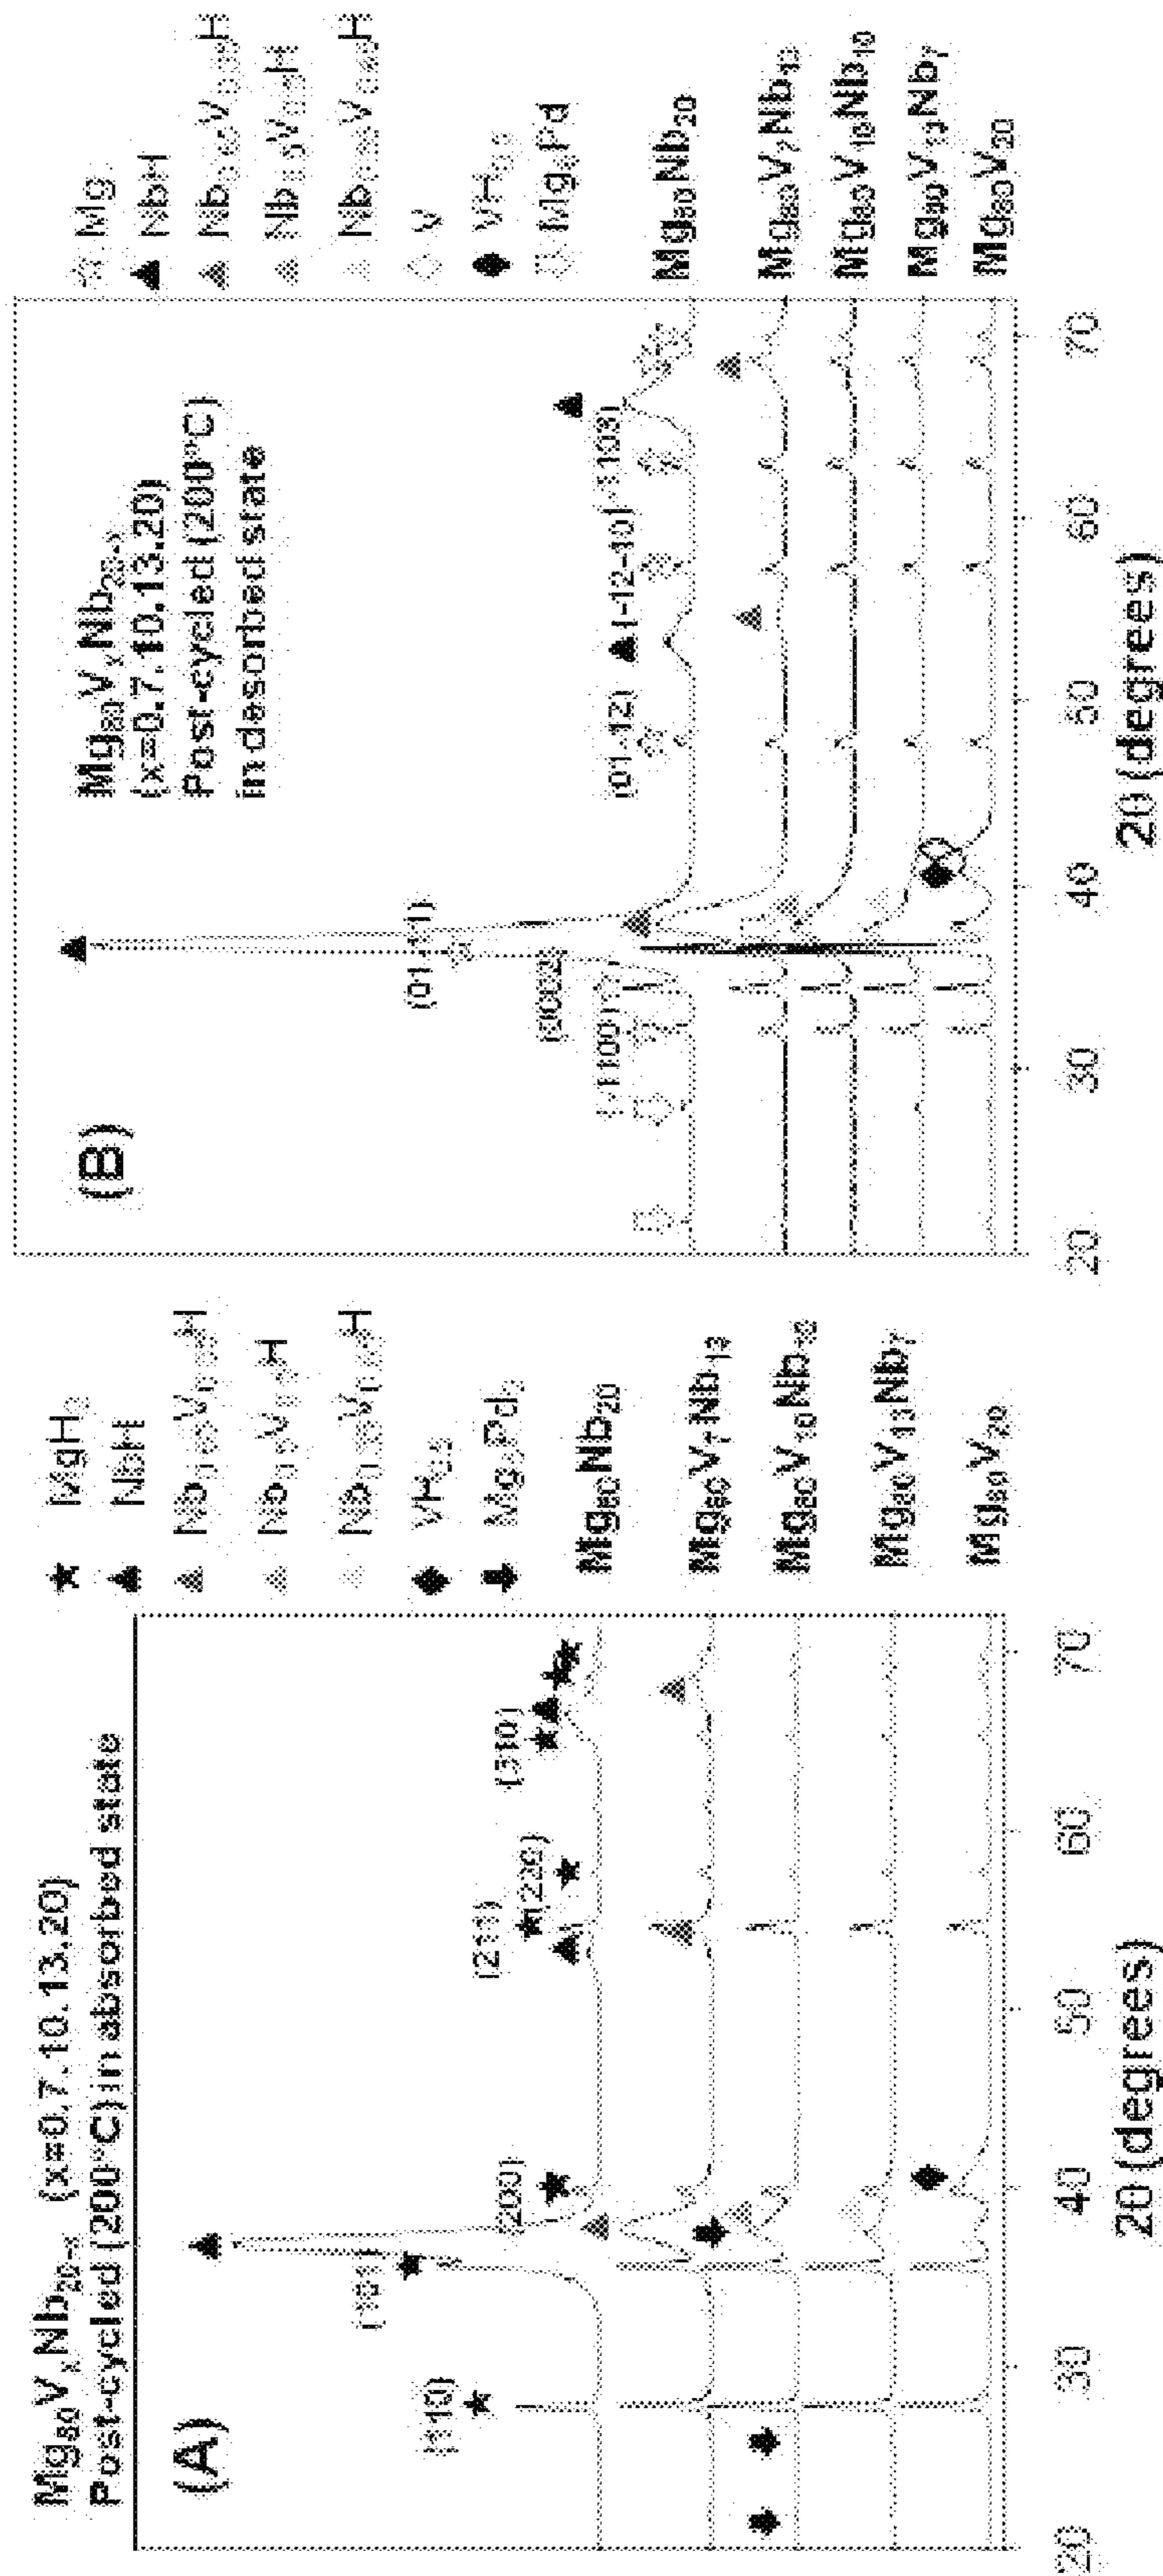 Mg80VxNb20-x (x=0.7.10.13.20)
Post-cycled (200°C) in absorbed state
(A)
(110)
(101)
(200)
(211)
(220)
(310)
MgH2
NbH
VH0.5
Mg80Nb20
Mg80V7Nb13
Mg80V10Nb10
Mg80V13Nb7
Mg80V20
20 30 40 50 60 70
2θ (degrees)
(B)
Mg80VxNb20-x
(x=0.7.10.13.20)
Post-cycled (200°C)
in desorbed state
(0002)
(01-11)
(01-12)
(-12-10)
Mg
NbH
V
VH0.5
Mg80Nb20
Mg80V7Nb13
Mg80V10Nb10
Mg80V13Nb7
Mg80V20
20 30 40 50 60 70
2θ (degrees)